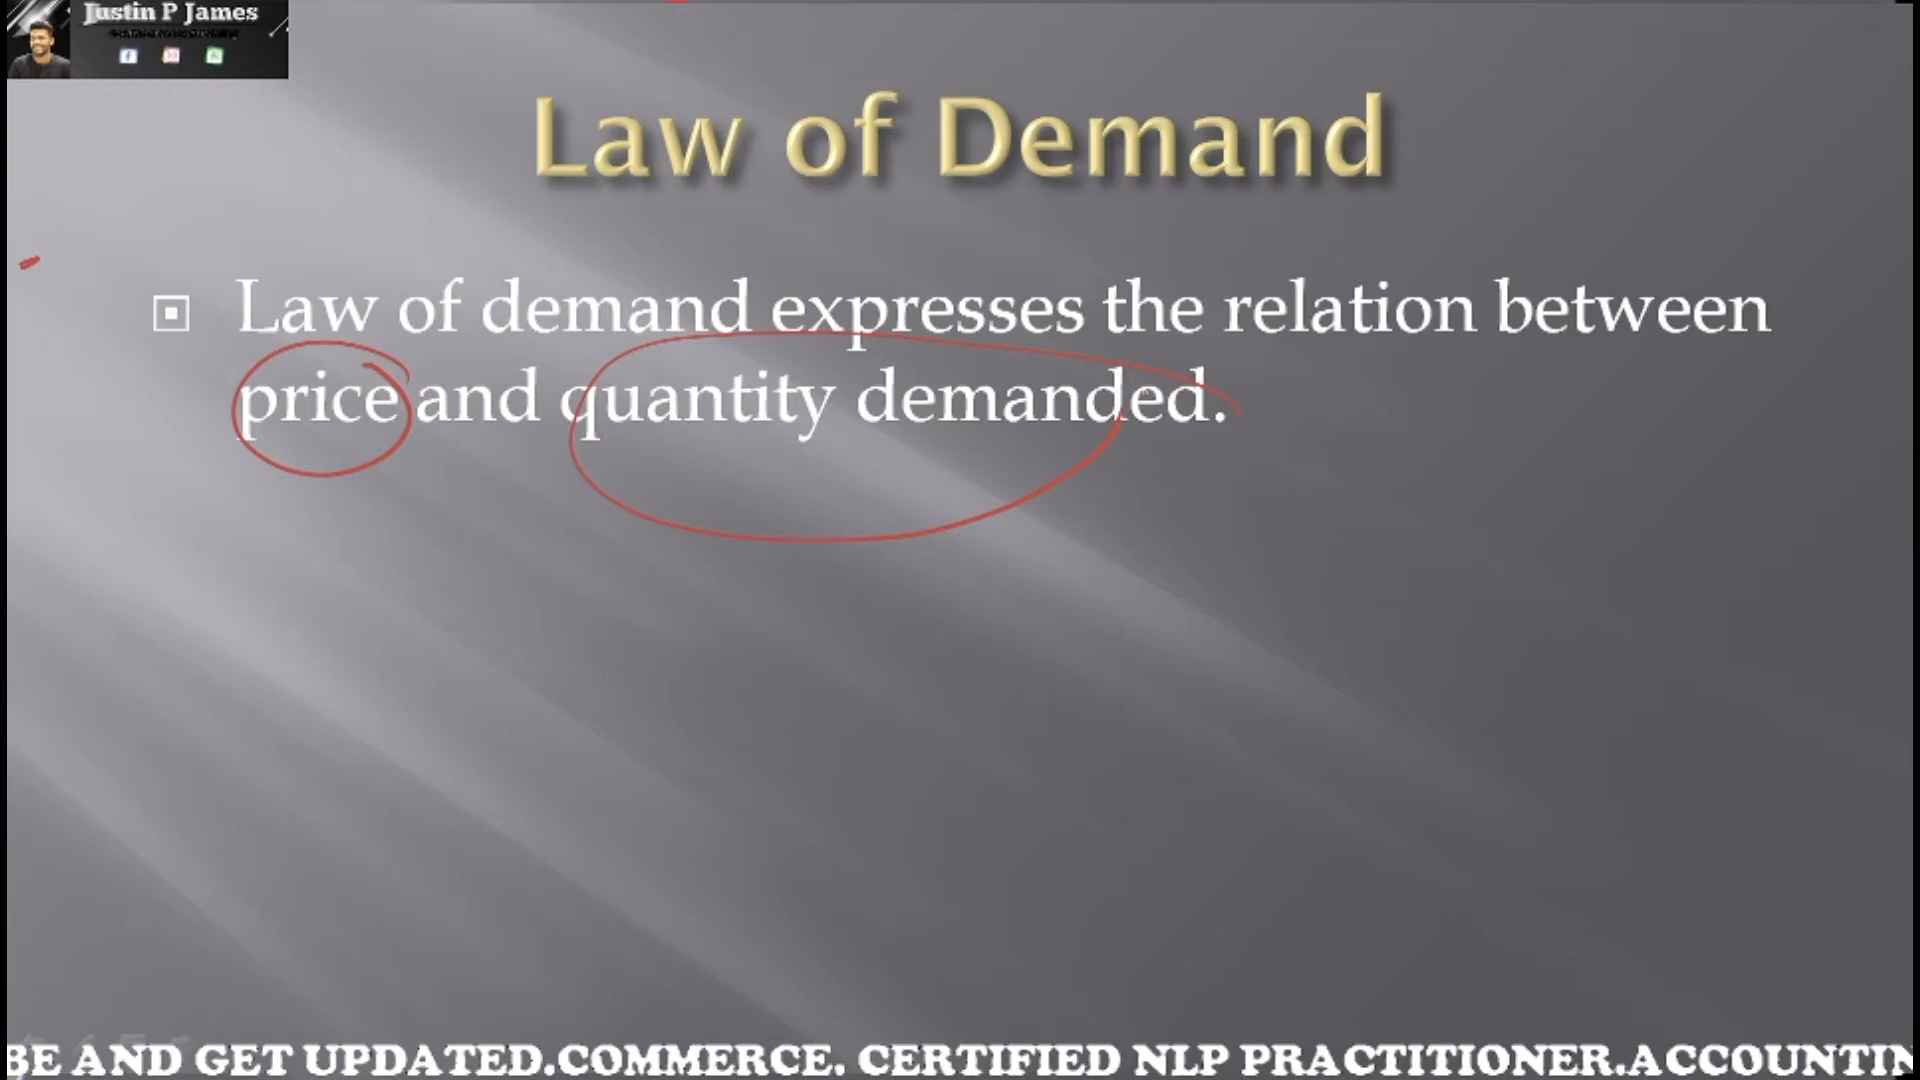 Justin P James
Law of Demand
Law of demand expresses the relation between
price and quantity demanded.
BE AND GET UPDATED.COMMERCE. CERTIFIED NLP PRACTITIONER.ACCOUNTIN